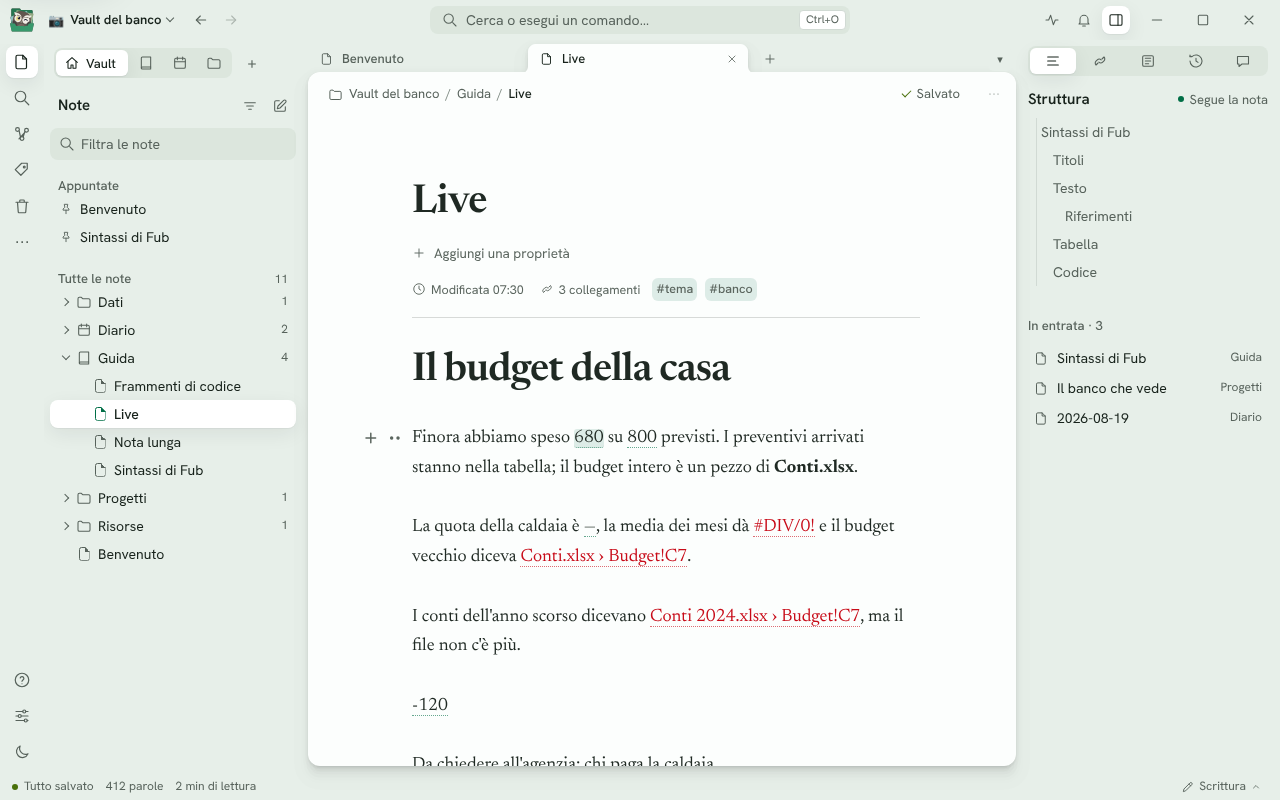 Vault del banco
Cerca o esegui un comando…
Ctrl+O
Vault
Benvenuto
Live
Note
Filtra le note
Appuntate
Benvenuto
Sintassi di Fub
Tutte le note 11
Dati 1
Diario 2
Guida 4
Frammenti di codice
Live
Nota lunga
Sintassi di Fub
Progetti 1
Risorse 1
Benvenuto
Vault del banco / Guida / Live
Salvato
Live
Aggiungi una proprietà
Modificata 07:30 3 collegamenti #tema #banco
Il budget della casa
Finora abbiamo speso 680 su 800 previsti. I preventivi arrivati
stanno nella tabella; il budget intero è un pezzo di Conti.xlsx.
La quota della caldaia è —, la media dei mesi dà #DIV/0! e il budget
vecchio diceva Conti.xlsx › Budget!C7.
I conti dell'anno scorso dicevano Conti 2024.xlsx › Budget!C7, ma il
file non c'è più.
-120
Da chiedere all'agenzia: chi paga la caldaia
Struttura
Segue la nota
Sintassi di Fub
Titoli
Testo
Riferimenti
Tabella
Codice
In entrata · 3
Sintassi di Fub Guida
Il banco che vede Progetti
2026-08-19 Diario
Tutto salvato 412 parole 2 min di lettura
Scrittura